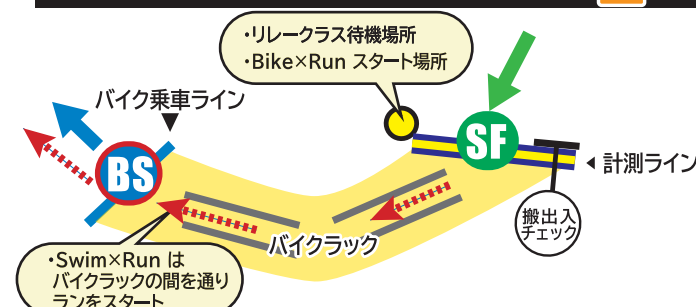 ・リレークラス待機場所
・Bike×Run スタート場所
バイク乗車ライン
SF
計測ライン
BS
搬出入
チェック
バイクラック
・Swim×Run は
バイクラックの間を通り
ランをスタート